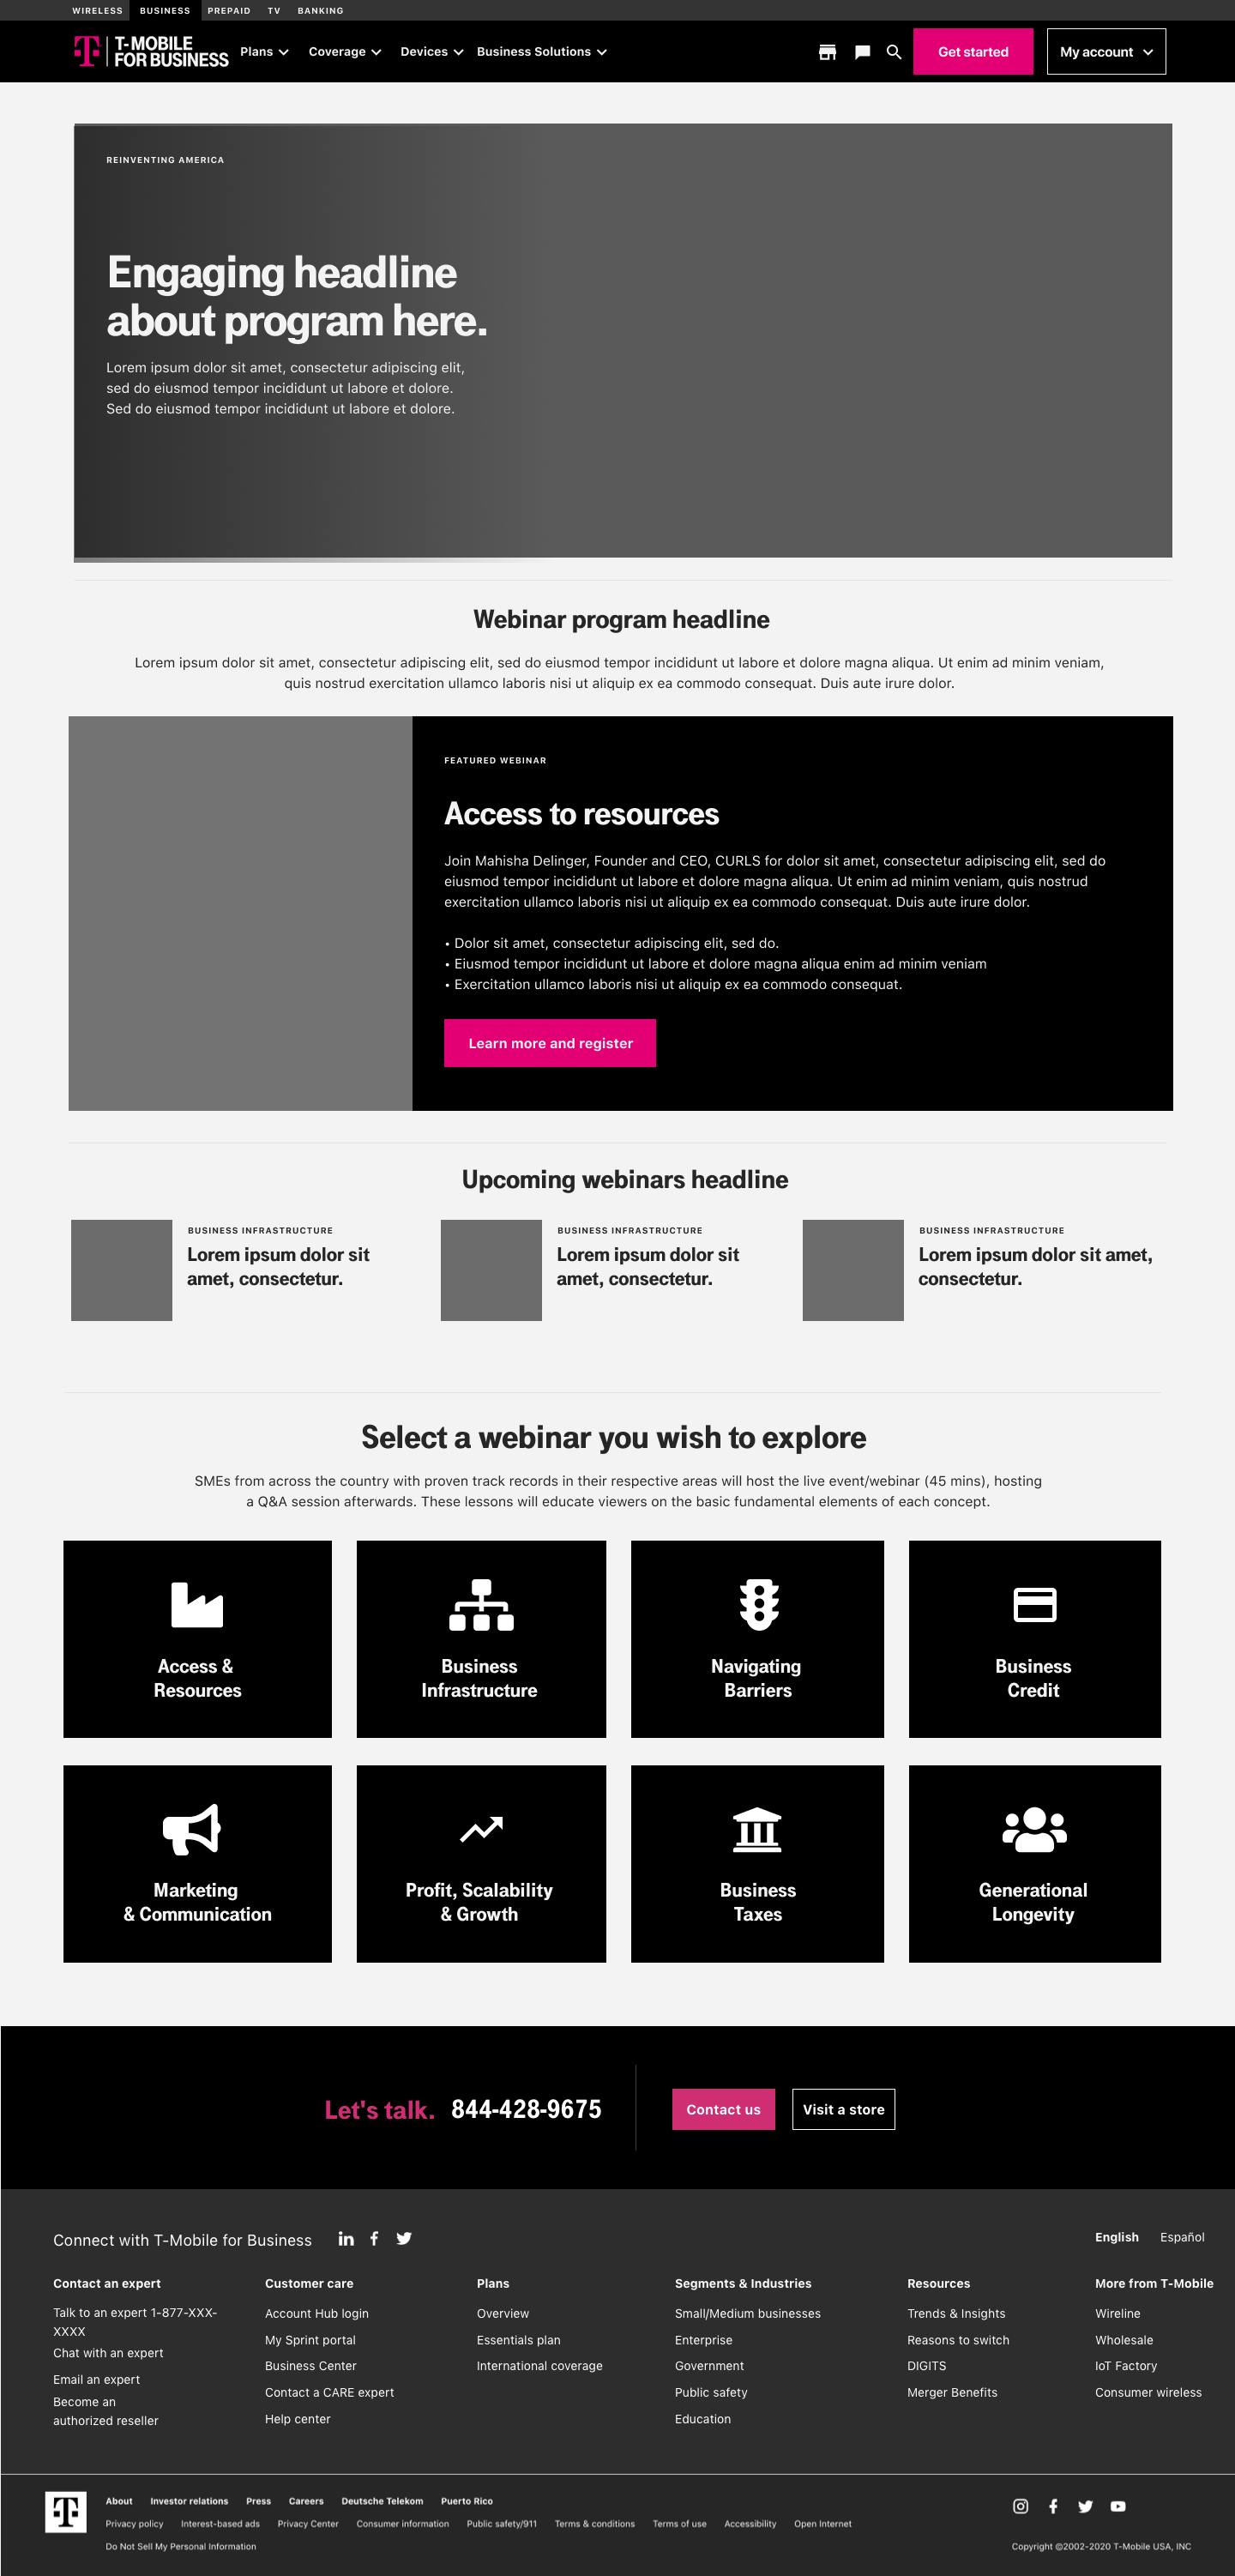 WIRELESS BUSINESS PREPAID TV BANKING
T-MOBILE
FOR BUSINESS
Plans Coverage Devices Business Solutions Get started My account
REINVENTING AMERICA
Engaging headline
about program here.
Lorem ipsum dolor sit amet, consectetur adipiscing elit,
sed do eiusmod tempor incididunt ut labore et dolore.
Sed do eiusmod tempor incididunt ut labore et dolore.
Webinar program headline
Lorem ipsum dolor sit amet, consectetur adipiscing elit, sed do eiusmod tempor incididunt ut labore et dolore magna aliqua. Ut enim ad minim veniam,
quis nostrud exercitation ullamco laboris nisi ut aliquip ex ea commodo consequat. Duis aute irure dolor.
FEATURED WEBINAR
Access to resources
Join Mahisha Delinger, Founder and CEO, CURLS for dolor sit amet, consectetur adipiscing elit, sed do
eiusmod tempor incididunt ut labore et dolore magna aliqua. Ut enim ad minim veniam, quis nostrud
exercitation ullamco laboris nisi ut aliquip ex ea commodo consequat. Duis aute irure dolor.
• Dolor sit amet, consectetur adipiscing elit, sed do.
• Eiusmod tempor incididunt ut labore et dolore magna aliqua enim ad minim veniam
• Exercitation ullamco laboris nisi ut aliquip ex ea commodo consequat.
Learn more and register
Upcoming webinars headline
BUSINESS INFRASTRUCTURE
Lorem ipsum dolor sit
amet, consectetur.
BUSINESS INFRASTRUCTURE
Lorem ipsum dolor sit
amet, consectetur.
BUSINESS INFRASTRUCTURE
Lorem ipsum dolor sit amet,
consectetur.
Select a webinar you wish to explore
SMEs from across the country with proven track records in their respective areas will host the live event/webinar (45 mins), hosting
a Q&A session afterwards. These lessons will educate viewers on the basic fundamental elements of each concept.
Access &
Resources
Business
Infrastructure
Navigating
Barriers
Business
Credit
Marketing
& Communication
Profit, Scalability
& Growth
Business
Taxes
Generational
Longevity
Let's talk. 844-428-9675 Contact us Visit a store
Connect with T-Mobile for Business
English Español
Contact an expert
Talk to an expert 1-877-XXX-
XXXX
Chat with an expert
Email an expert
Become an
authorized reseller
Customer care
Account Hub login
My Sprint portal
Business Center
Contact a CARE expert
Help center
Plans
Overview
Essentials plan
International coverage
Segments & Industries
Small/Medium businesses
Enterprise
Government
Public safety
Education
Resources
Trends & Insights
Reasons to switch
DIGITS
Merger Benefits
More from T-Mobile
Wireline
Wholesale
IoT Factory
Consumer wireless
About Investor relations Press Careers Deutsche Telekom Puerto Rico
Privacy policy Interest-based ads Privacy Center Consumer information Public safety/911 Terms & conditions Terms of use Accessibility Open Internet
Do Not Sell My Personal Information
Copyright ©2002-2020 T-Mobile USA, INC